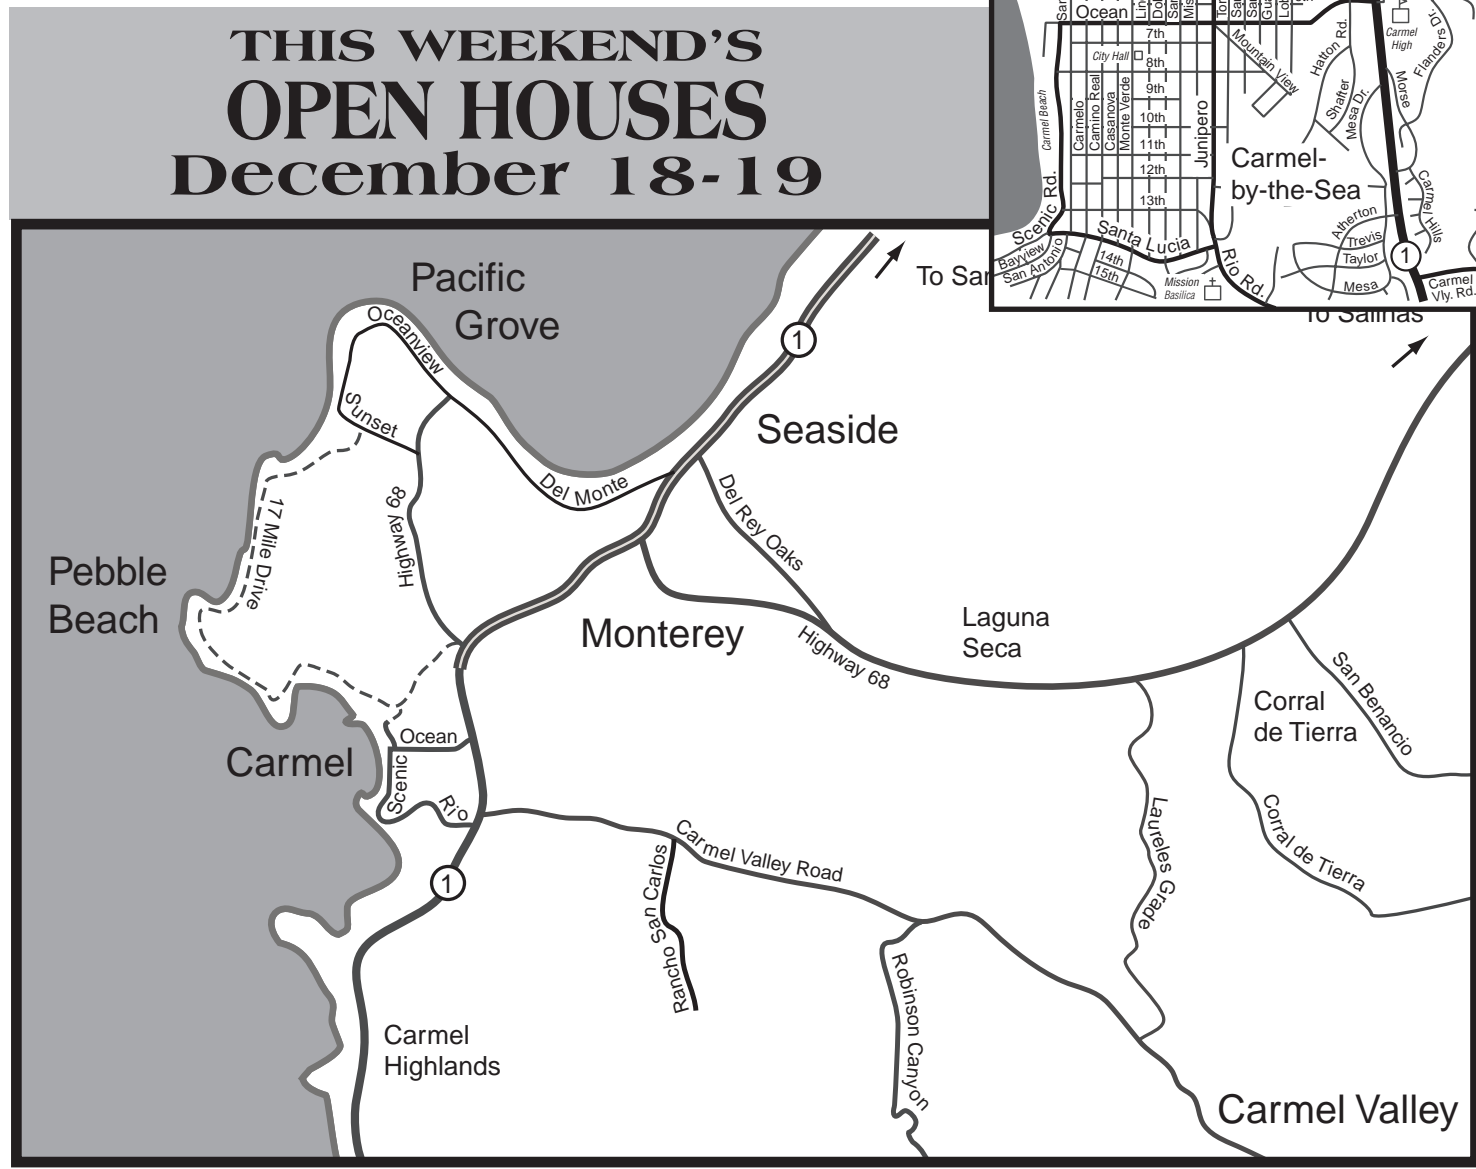 THIS WEEKEND'S
OPEN HOUSES
December 18-19
Ocean
7th
City Hall
8th
9th
10th
11th
12th
13th
Carmel Beach
Carmelo
Camino Real
Casanova
Monte Verde
Junipero
Mountain View
Hatton Rd.
Shafter
Mesa Dr.
Morse
Flanders Dr.
Carmel
High
Carmel-
by-the-Sea
Carmel Hills
Atherton
Trevis
Taylor
Mesa
1
Carmel
Vly. Rd.
Scenic Rd.
Santa Lucia
Rio Rd.
Bayview
San Antonio
14th
15th
Mission
Basilica
To Salinas
Pacific
Grove
Oceanview
Sunset
1
Seaside
Del Monte
Del Rey Oaks
17 Mile Drive
Highway 68
Pebble
Beach
Monterey
Highway 68
Laguna
Seca
San Benancio
Corral
de Tierra
Carmel
Ocean
Scenic
Rio
Corral de Tierra
Laureles Grade
Carmel Valley Road
1
Rancho San Carlos
Robinson Canyon
Carmel
Highlands
Carmel Valley